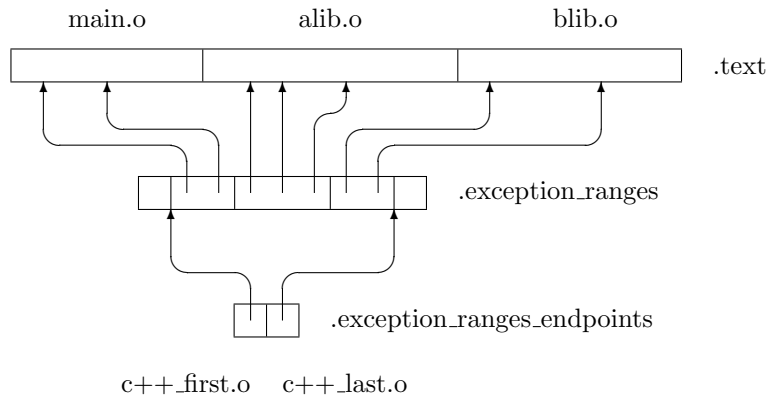 main.o alib.o blib.o
.text
.exception_ranges
.exception_ranges_endpoints
c++_first.o c++_last.o